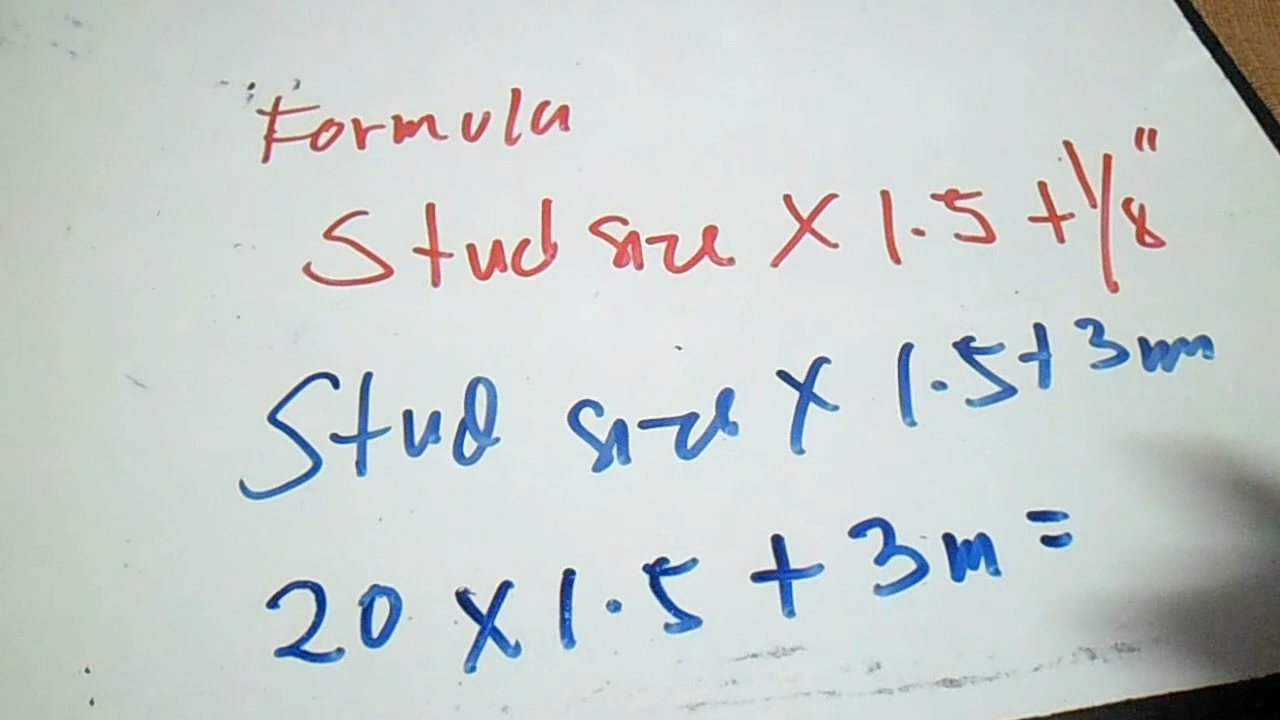 Formula
Stud size X 1.5 + 1/8"
Stud size X 1.5 + 3mm
20 X 1.5 + 3m =